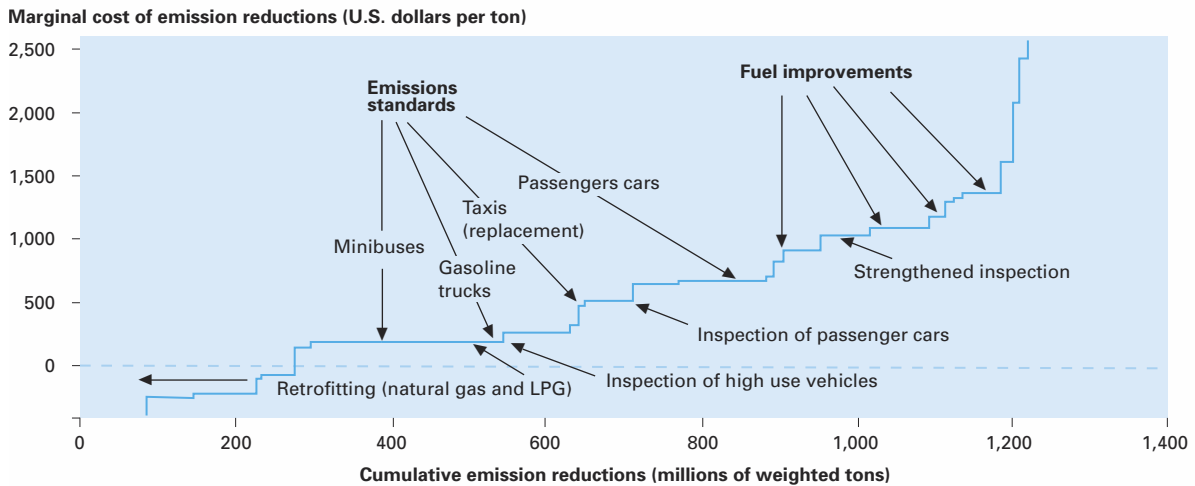 Marginal cost of emission reductions (U.S. dollars per ton)
2,500
2,000
1,500
1,000
500
0
Emissions
standards
Fuel improvements
Passengers cars
Taxis
(replacement)
Minibuses
Gasoline
trucks
Strengthened inspection
Inspection of passenger cars
Retrofitting (natural gas and LPG)
Inspection of high use vehicles
0
200
400
600
800
1,000
1,200
1,400
Cumulative emission reductions (millions of weighted tons)